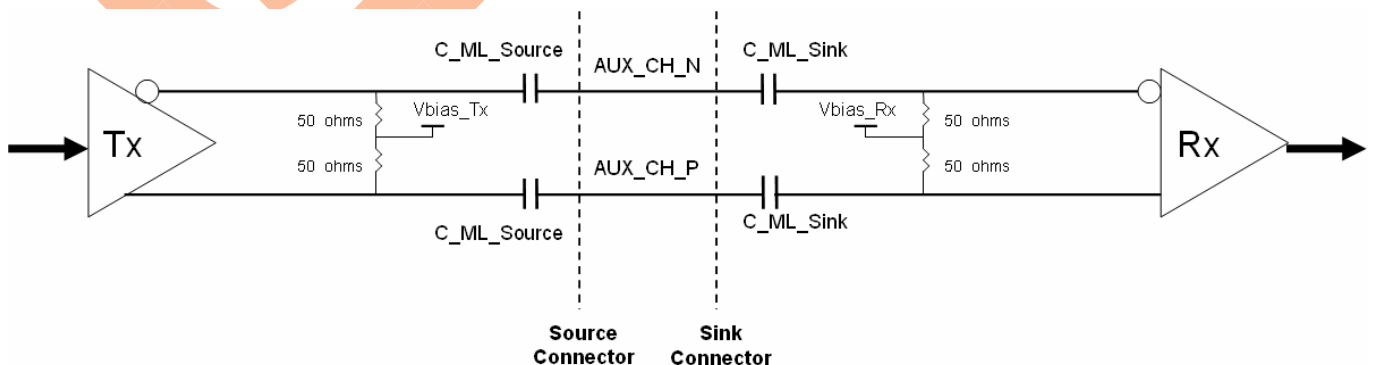 C_ML_Source
C_ML_Sink
AUX_CH_N
Vbias_Tx
Vbias_Rx
50 ohms
50 ohms
Tx
Rx
50 ohms
50 ohms
AUX_CH_P
C_ML_Source
C_ML_Sink
Source
Connector
Sink
Connector